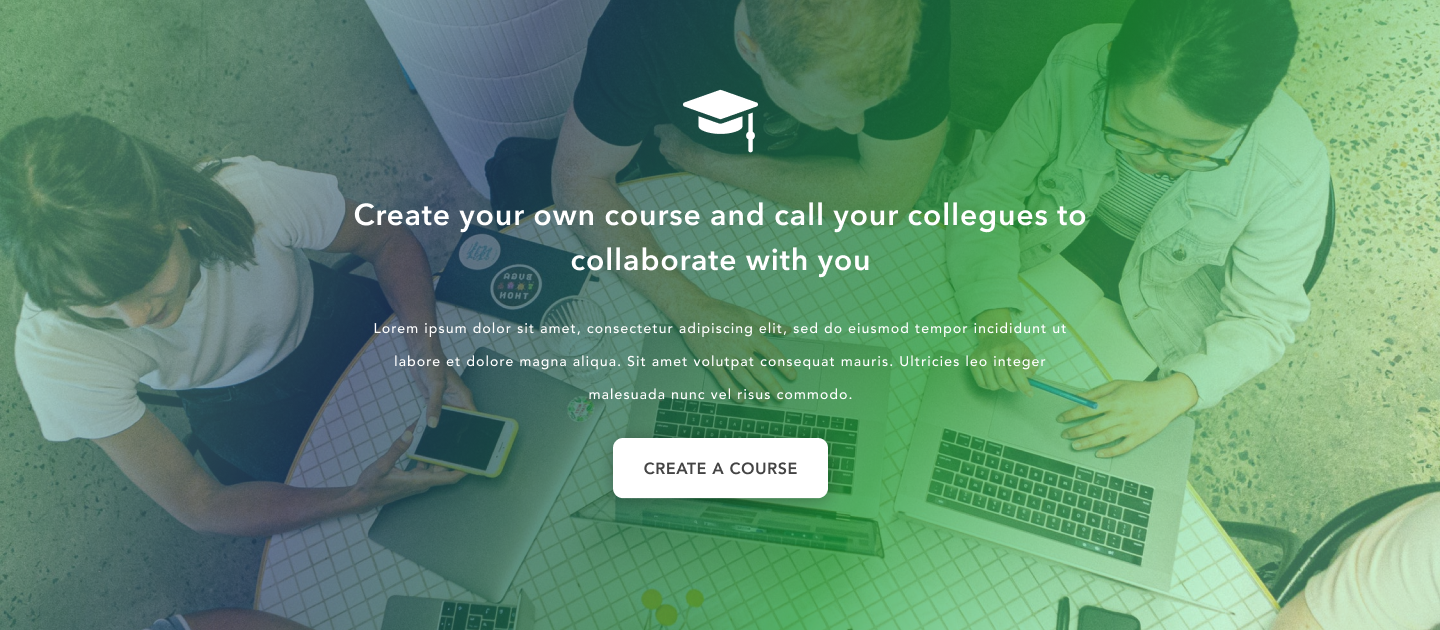 Create your own course and call your collegues to
collaborate with you
Lorem ipsum dolor sit amet, consectetur adipiscing elit, sed do eiusmod tempor incididunt ut
labore et dolore magna aliqua. Sit amet volutpat consequat mauris. Ultricies leo integer
malesuada nunc vel risus commodo.
CREATE A COURSE